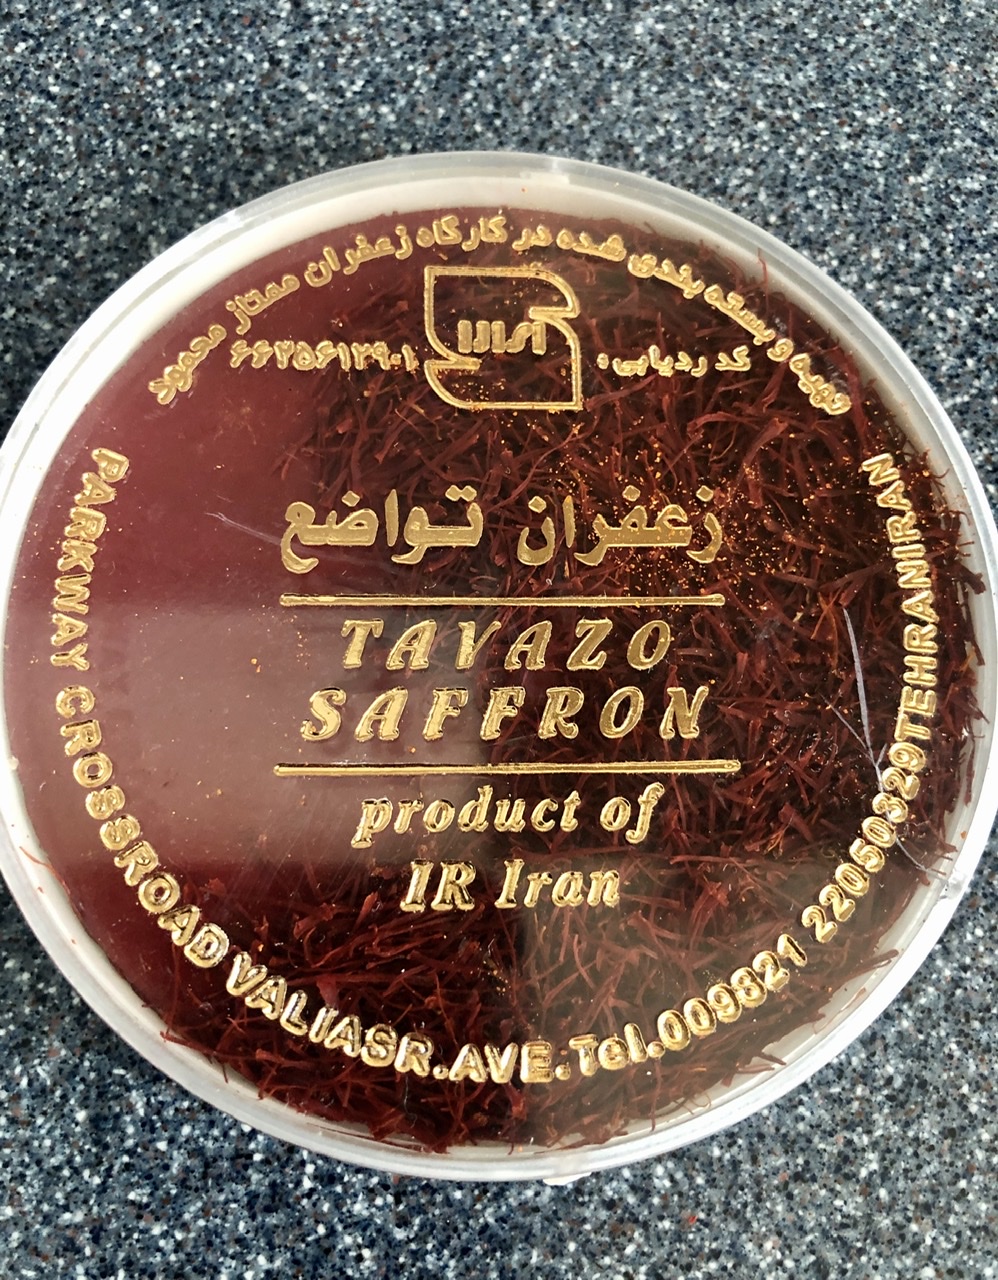 تهیه و بسته بندی شده در کارگاه زعفران ممتاز محمود
کد ردیابی: ۶۶۳۵۶۱۲۹۰۱
زعفران تواضع
TAVAZO
SAFFRON
product of
IR Iran
PARKWAY CROSSROAD VALIASR.AVE.Tel.009821 22050329TEHRANIRAN